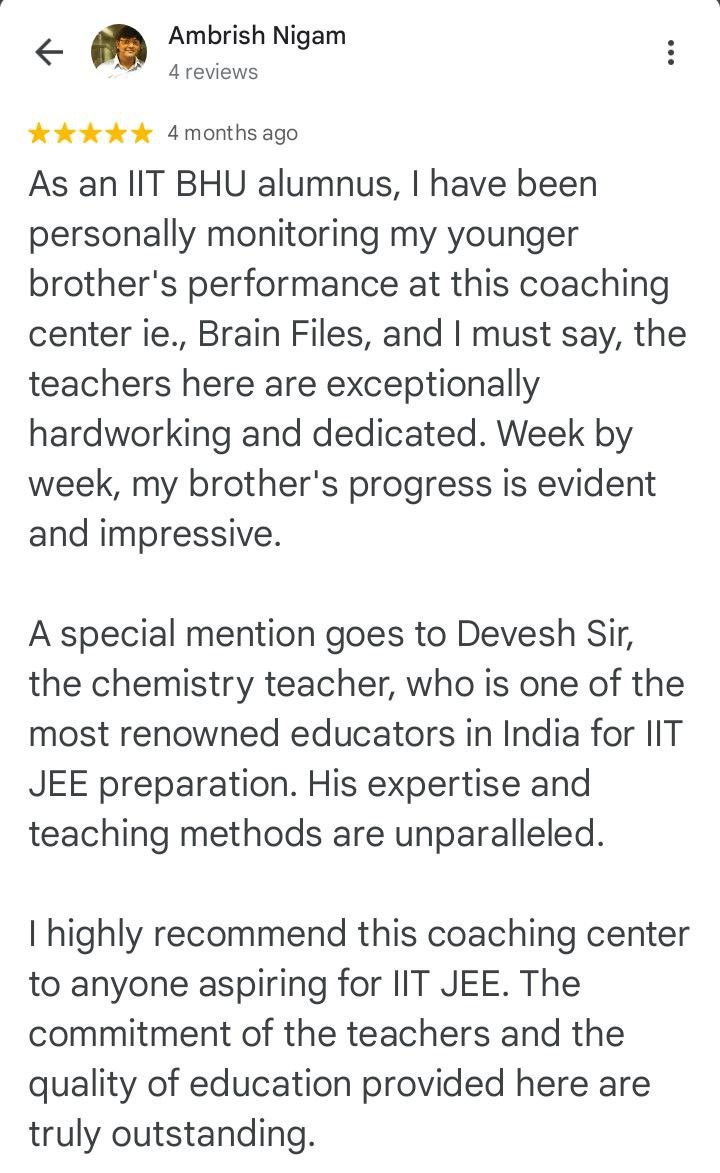 Ambrish Nigam
4 reviews
4 months ago
As an IIT BHU alumnus, I have been
personally monitoring my younger
brother's performance at this coaching
center ie., Brain Files, and I must say, the
teachers here are exceptionally
hardworking and dedicated. Week by
week, my brother's progress is evident
and impressive.
A special mention goes to Devesh Sir,
the chemistry teacher, who is one of the
most renowned educators in India for IIT
JEE preparation. His expertise and
teaching methods are unparalleled.
I highly recommend this coaching center
to anyone aspiring for IIT JEE. The
commitment of the teachers and the
quality of education provided here are
truly outstanding.